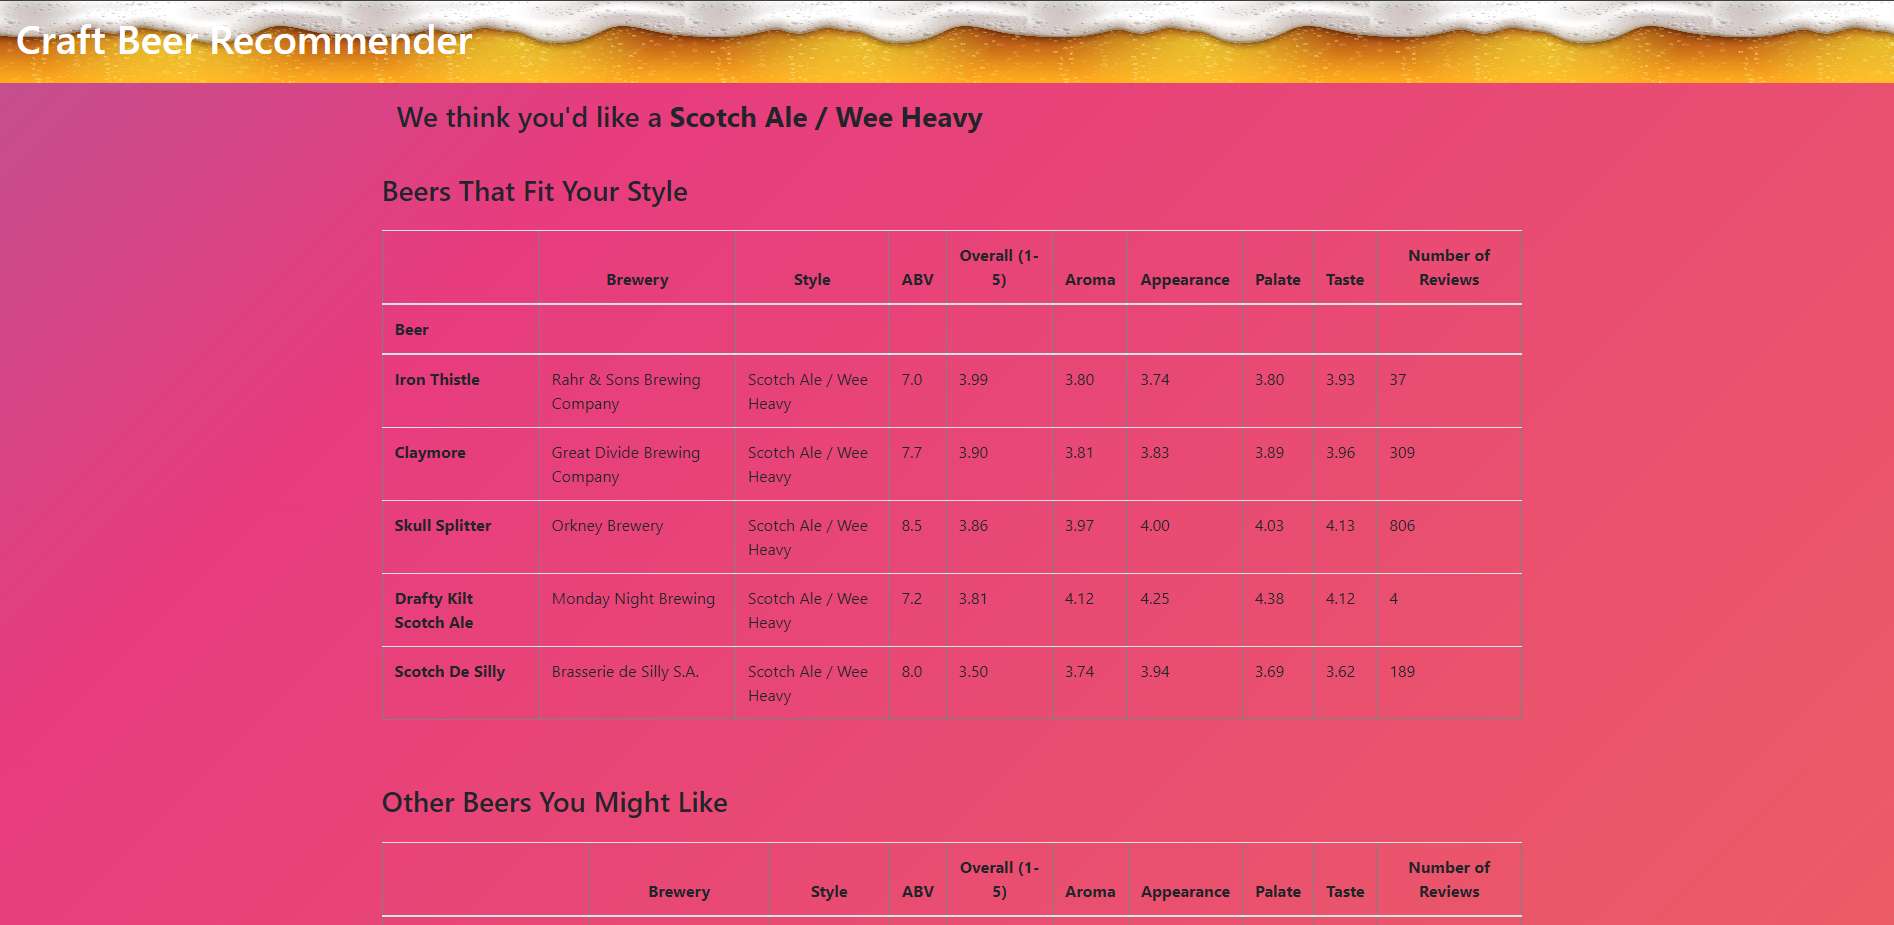 Craft Beer Recommender
We think you'd like a Scotch Ale / Wee Heavy
Beers That Fit Your Style
Brewery Style ABV Overall (1-5) Aroma Appearance Palate Taste Number of Reviews
Beer
Iron Thistle Rahr & Sons Brewing Company Scotch Ale / Wee Heavy 7.0 3.99 3.80 3.74 3.80 3.93 37
Claymore Great Divide Brewing Company Scotch Ale / Wee Heavy 7.7 3.90 3.81 3.83 3.89 3.96 309
Skull Splitter Orkney Brewery Scotch Ale / Wee Heavy 8.5 3.86 3.97 4.00 4.03 4.13 806
Drafty Kilt Scotch Ale Monday Night Brewing Scotch Ale / Wee Heavy 7.2 3.81 4.12 4.25 4.38 4.12 4
Scotch De Silly Brasserie de Silly S.A. Scotch Ale / Wee Heavy 8.0 3.50 3.74 3.94 3.69 3.62 189
Other Beers You Might Like
Brewery Style ABV Overall (1-5) Aroma Appearance Palate Taste Number of Reviews